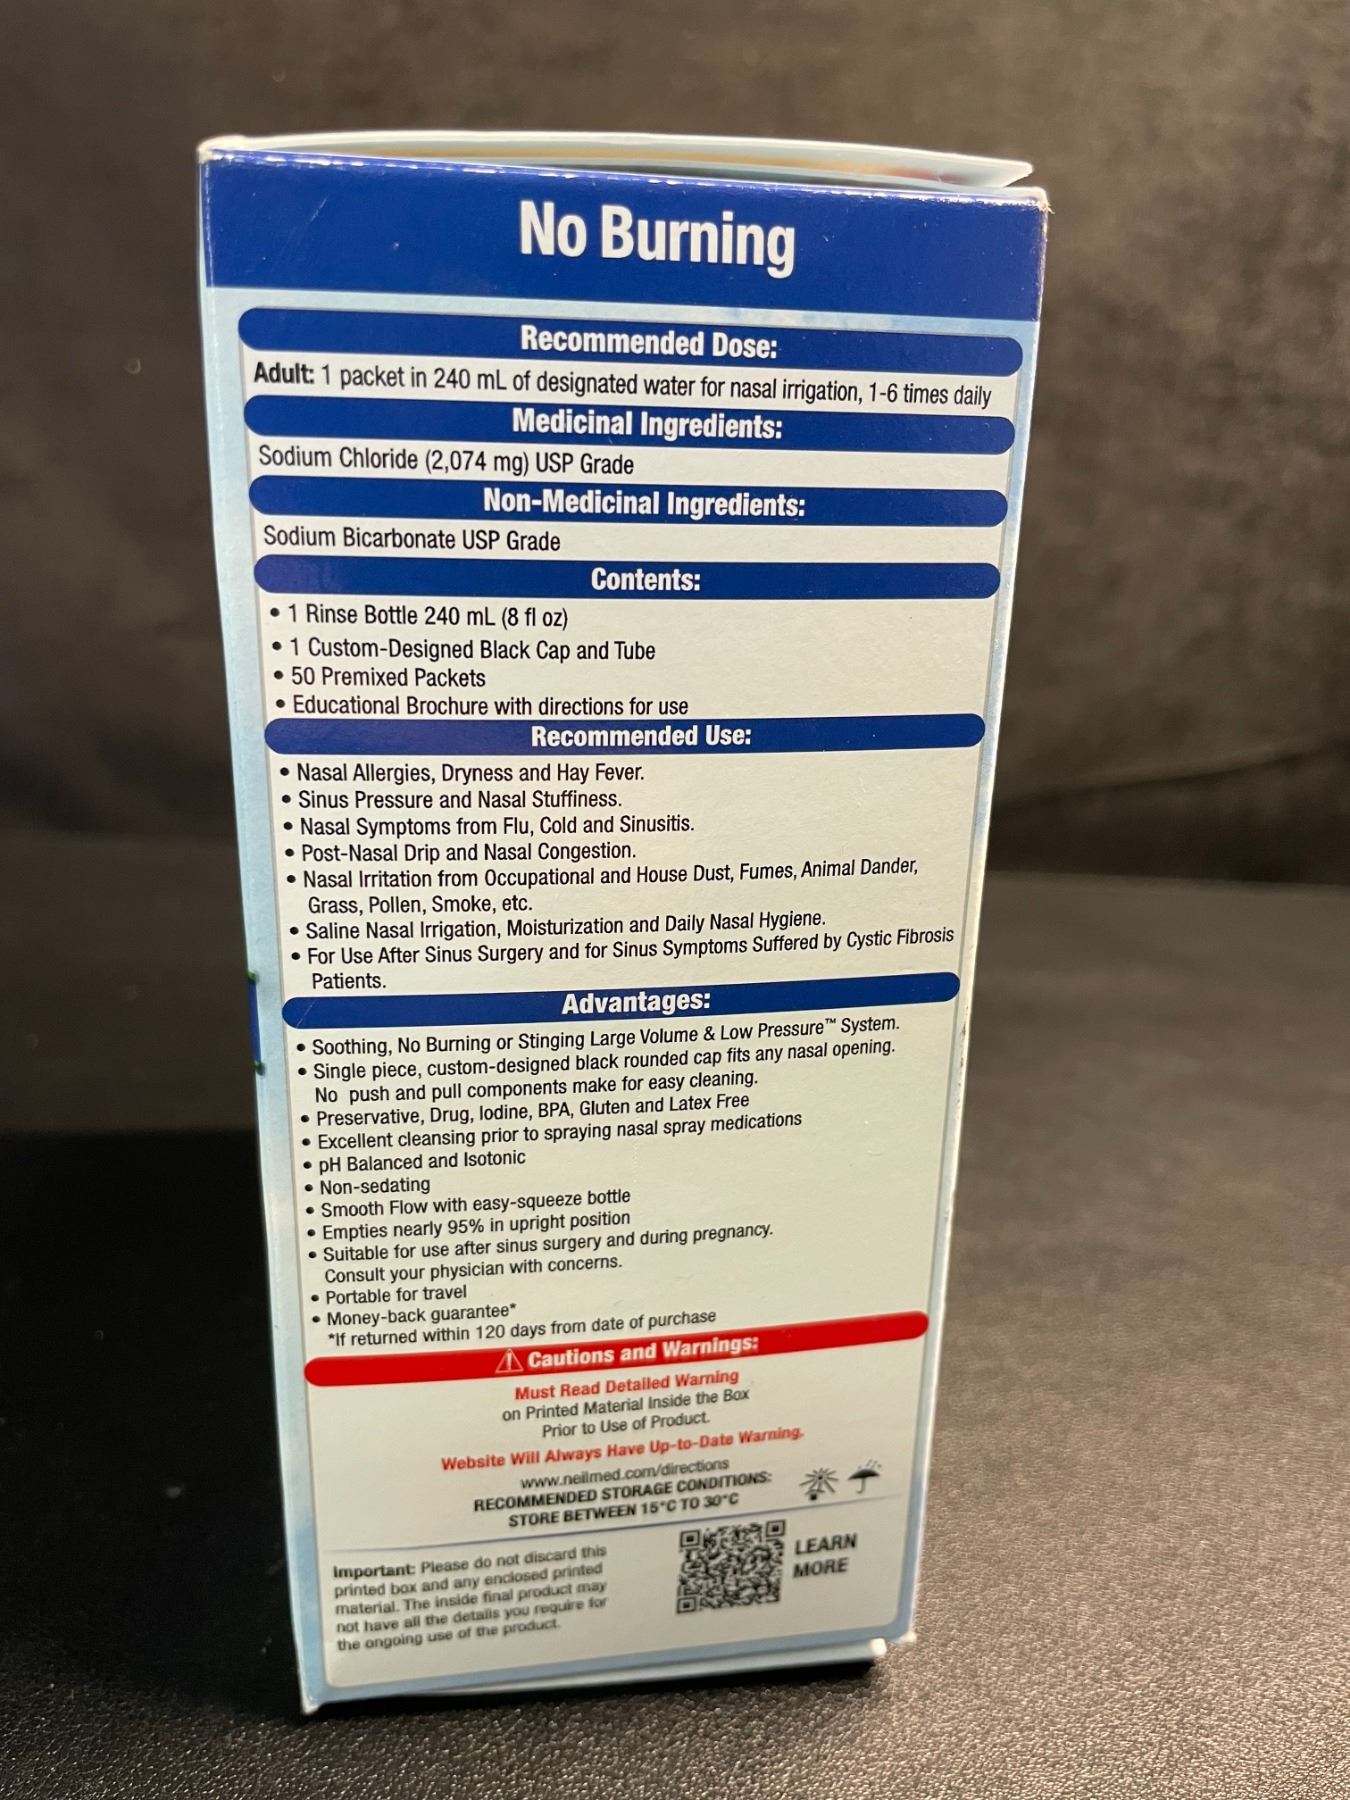 No Burning
Recommended Dose:
Adult: 1 packet in 240 mL of designated water for nasal irrigation, 1-6 times daily
Medicinal Ingredients:
Sodium Chloride (2,074 mg) USP Grade
Non-Medicinal Ingredients:
Sodium Bicarbonate USP Grade
Contents:
• 1 Rinse Bottle 240 mL (8 fl oz)
• 1 Custom-Designed Black Cap and Tube
• 50 Premixed Packets
• Educational Brochure with directions for use
Recommended Use:
• Nasal Allergies, Dryness and Hay Fever.
• Sinus Pressure and Nasal Stuffiness.
• Nasal Symptoms from Flu, Cold and Sinusitis.
• Post-Nasal Drip and Nasal Congestion.
• Nasal Irritation from Occupational and House Dust, Fumes, Animal Dander,
Grass, Pollen, Smoke, etc.
• Saline Nasal Irrigation, Moisturization and Daily Nasal Hygiene.
• For Use After Sinus Surgery and for Sinus Symptoms Suffered by Cystic Fibrosis
Patients.
Advantages:
• Soothing, No Burning or Stinging Large Volume & Low Pressure™ System.
• Single piece, custom-designed black rounded cap fits any nasal opening.
No push and pull components make for easy cleaning.
• Preservative, Drug, Iodine, BPA, Gluten and Latex Free
• Excellent cleansing prior to spraying nasal spray medications
• pH Balanced and Isotonic
• Non-sedating
• Smooth Flow with easy-squeeze bottle
• Empties nearly 95% in upright position
• Suitable for use after sinus surgery and during pregnancy.
Consult your physician with concerns.
• Portable for travel
• Money-back guarantee*
*If returned within 120 days from date of purchase
Cautions and Warnings:
Must Read Detailed Warning
on Printed Material Inside the Box
Prior to Use of Product.
Website Will Always Have Up-to-Date Warning.
www.neilmed.com/directions
RECOMMENDED STORAGE CONDITIONS:
STORE BETWEEN 15°C TO 30°C
Important: Please do not discard this
printed box and any enclosed printed
material. The inside final product may
not have all the details you require for
the ongoing use of the product.
LEARN
MORE